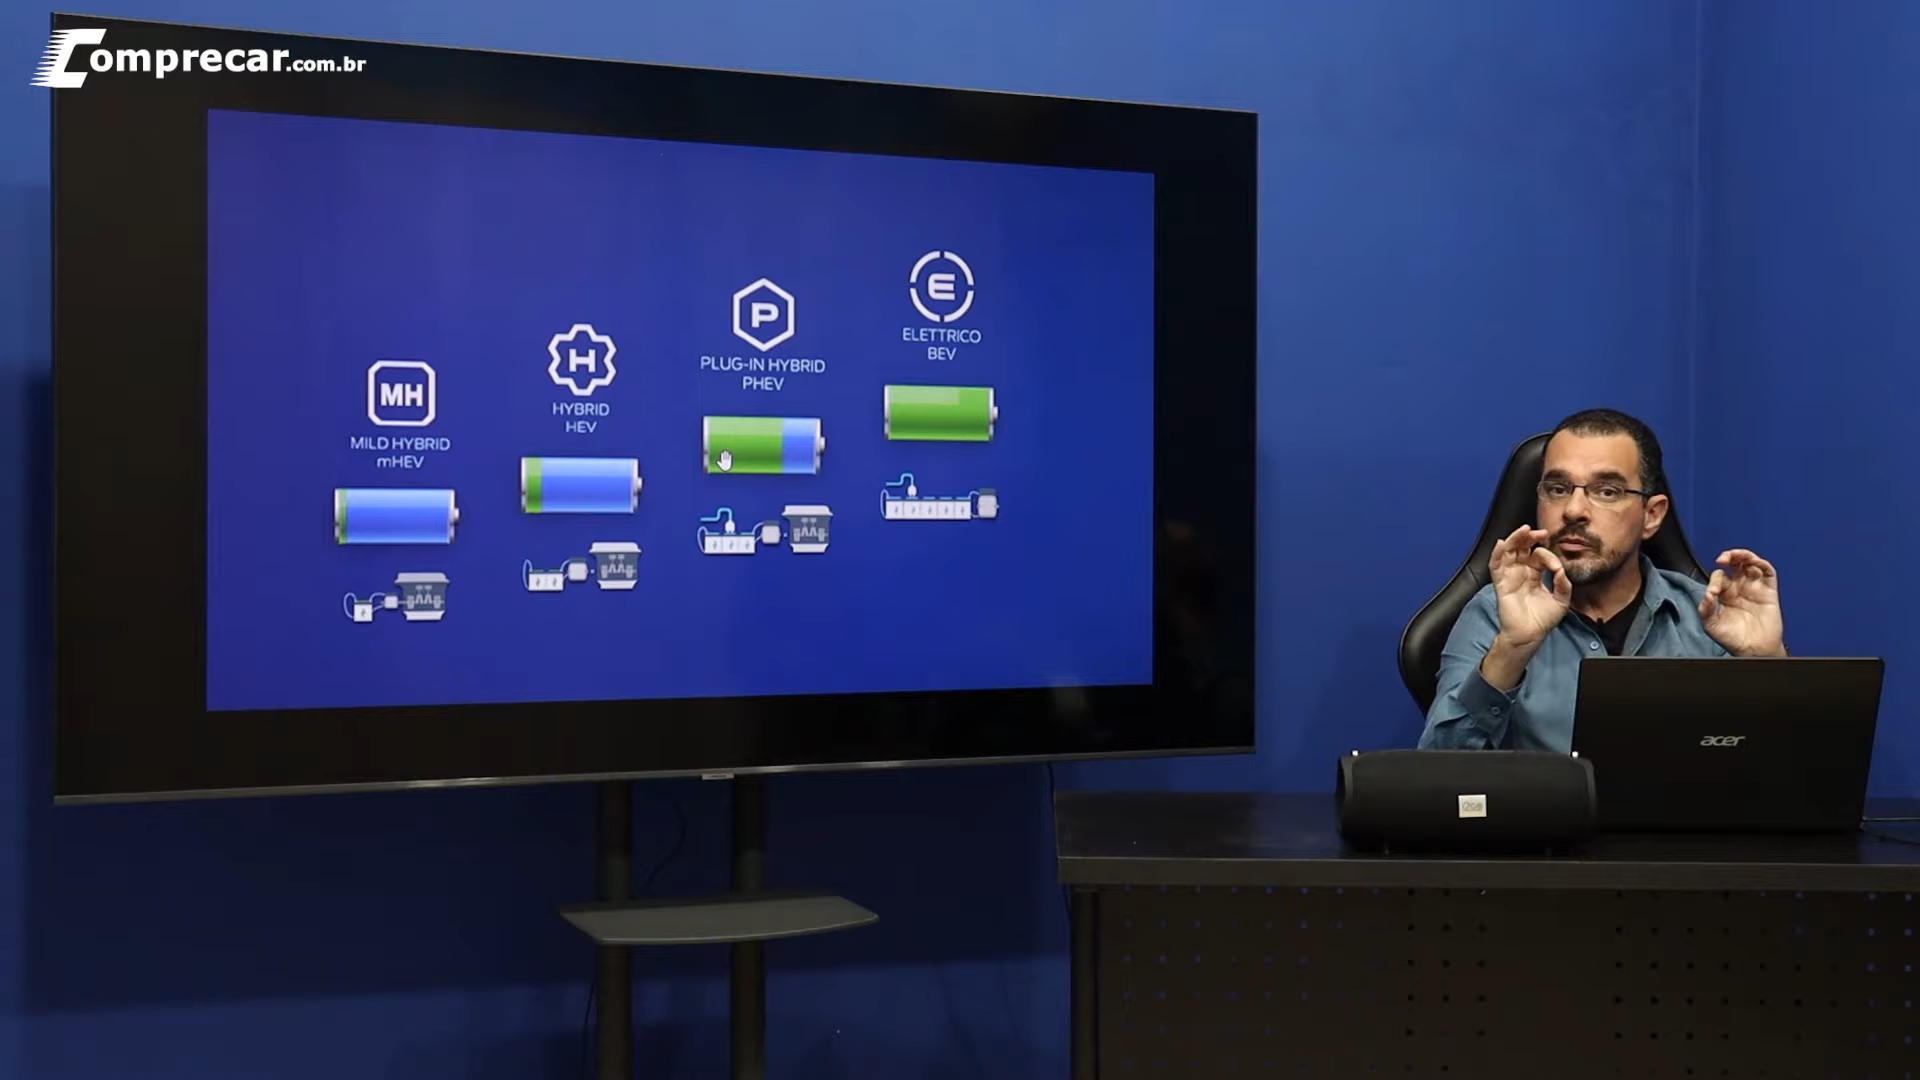 Comprecar.com.br
MH
MILD HYBRID
mHEV
H
HYBRID
HEV
P
PLUG-IN HYBRID
PHEV
E
ELETTRICO
BEV
acer